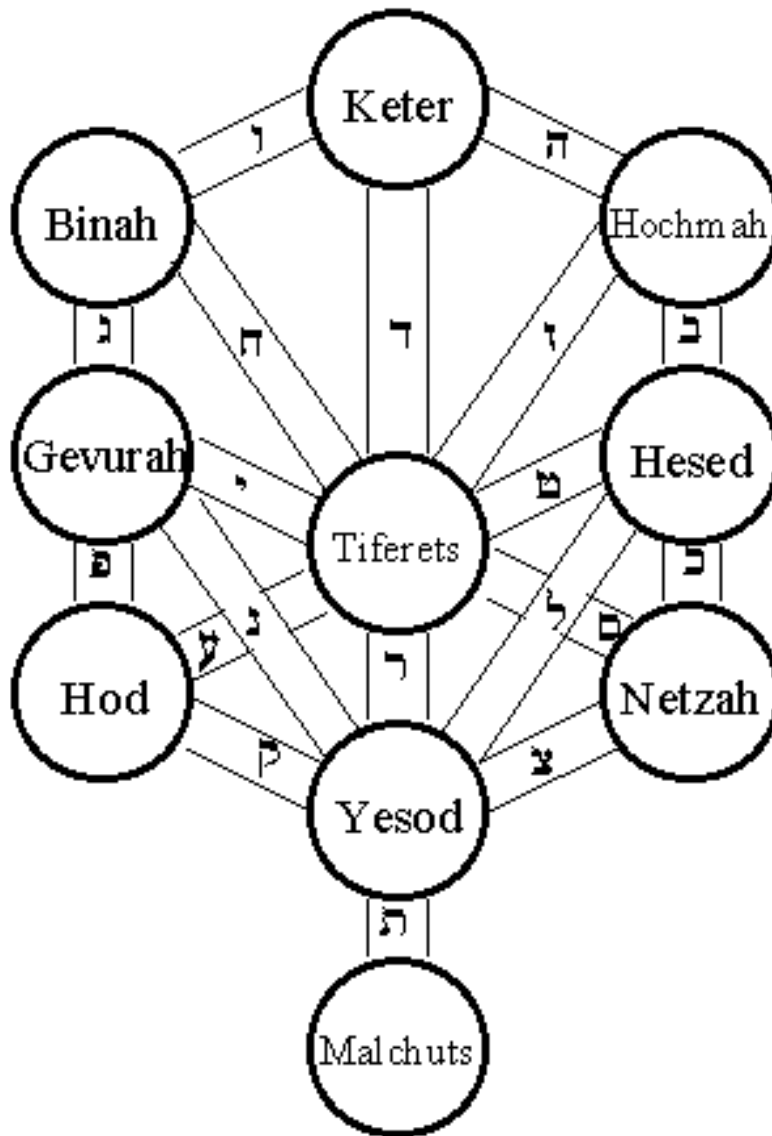 Keter
ו
ה
Binah
Hochmah
ג
ח
ד
ז
ב
Gevurah
Hesed
י
ט
Tiferets
פ
כ
ע
נ
ל
מ
ר
Hod
Netzah
ק
צ
Yesod
ת
Malchuts